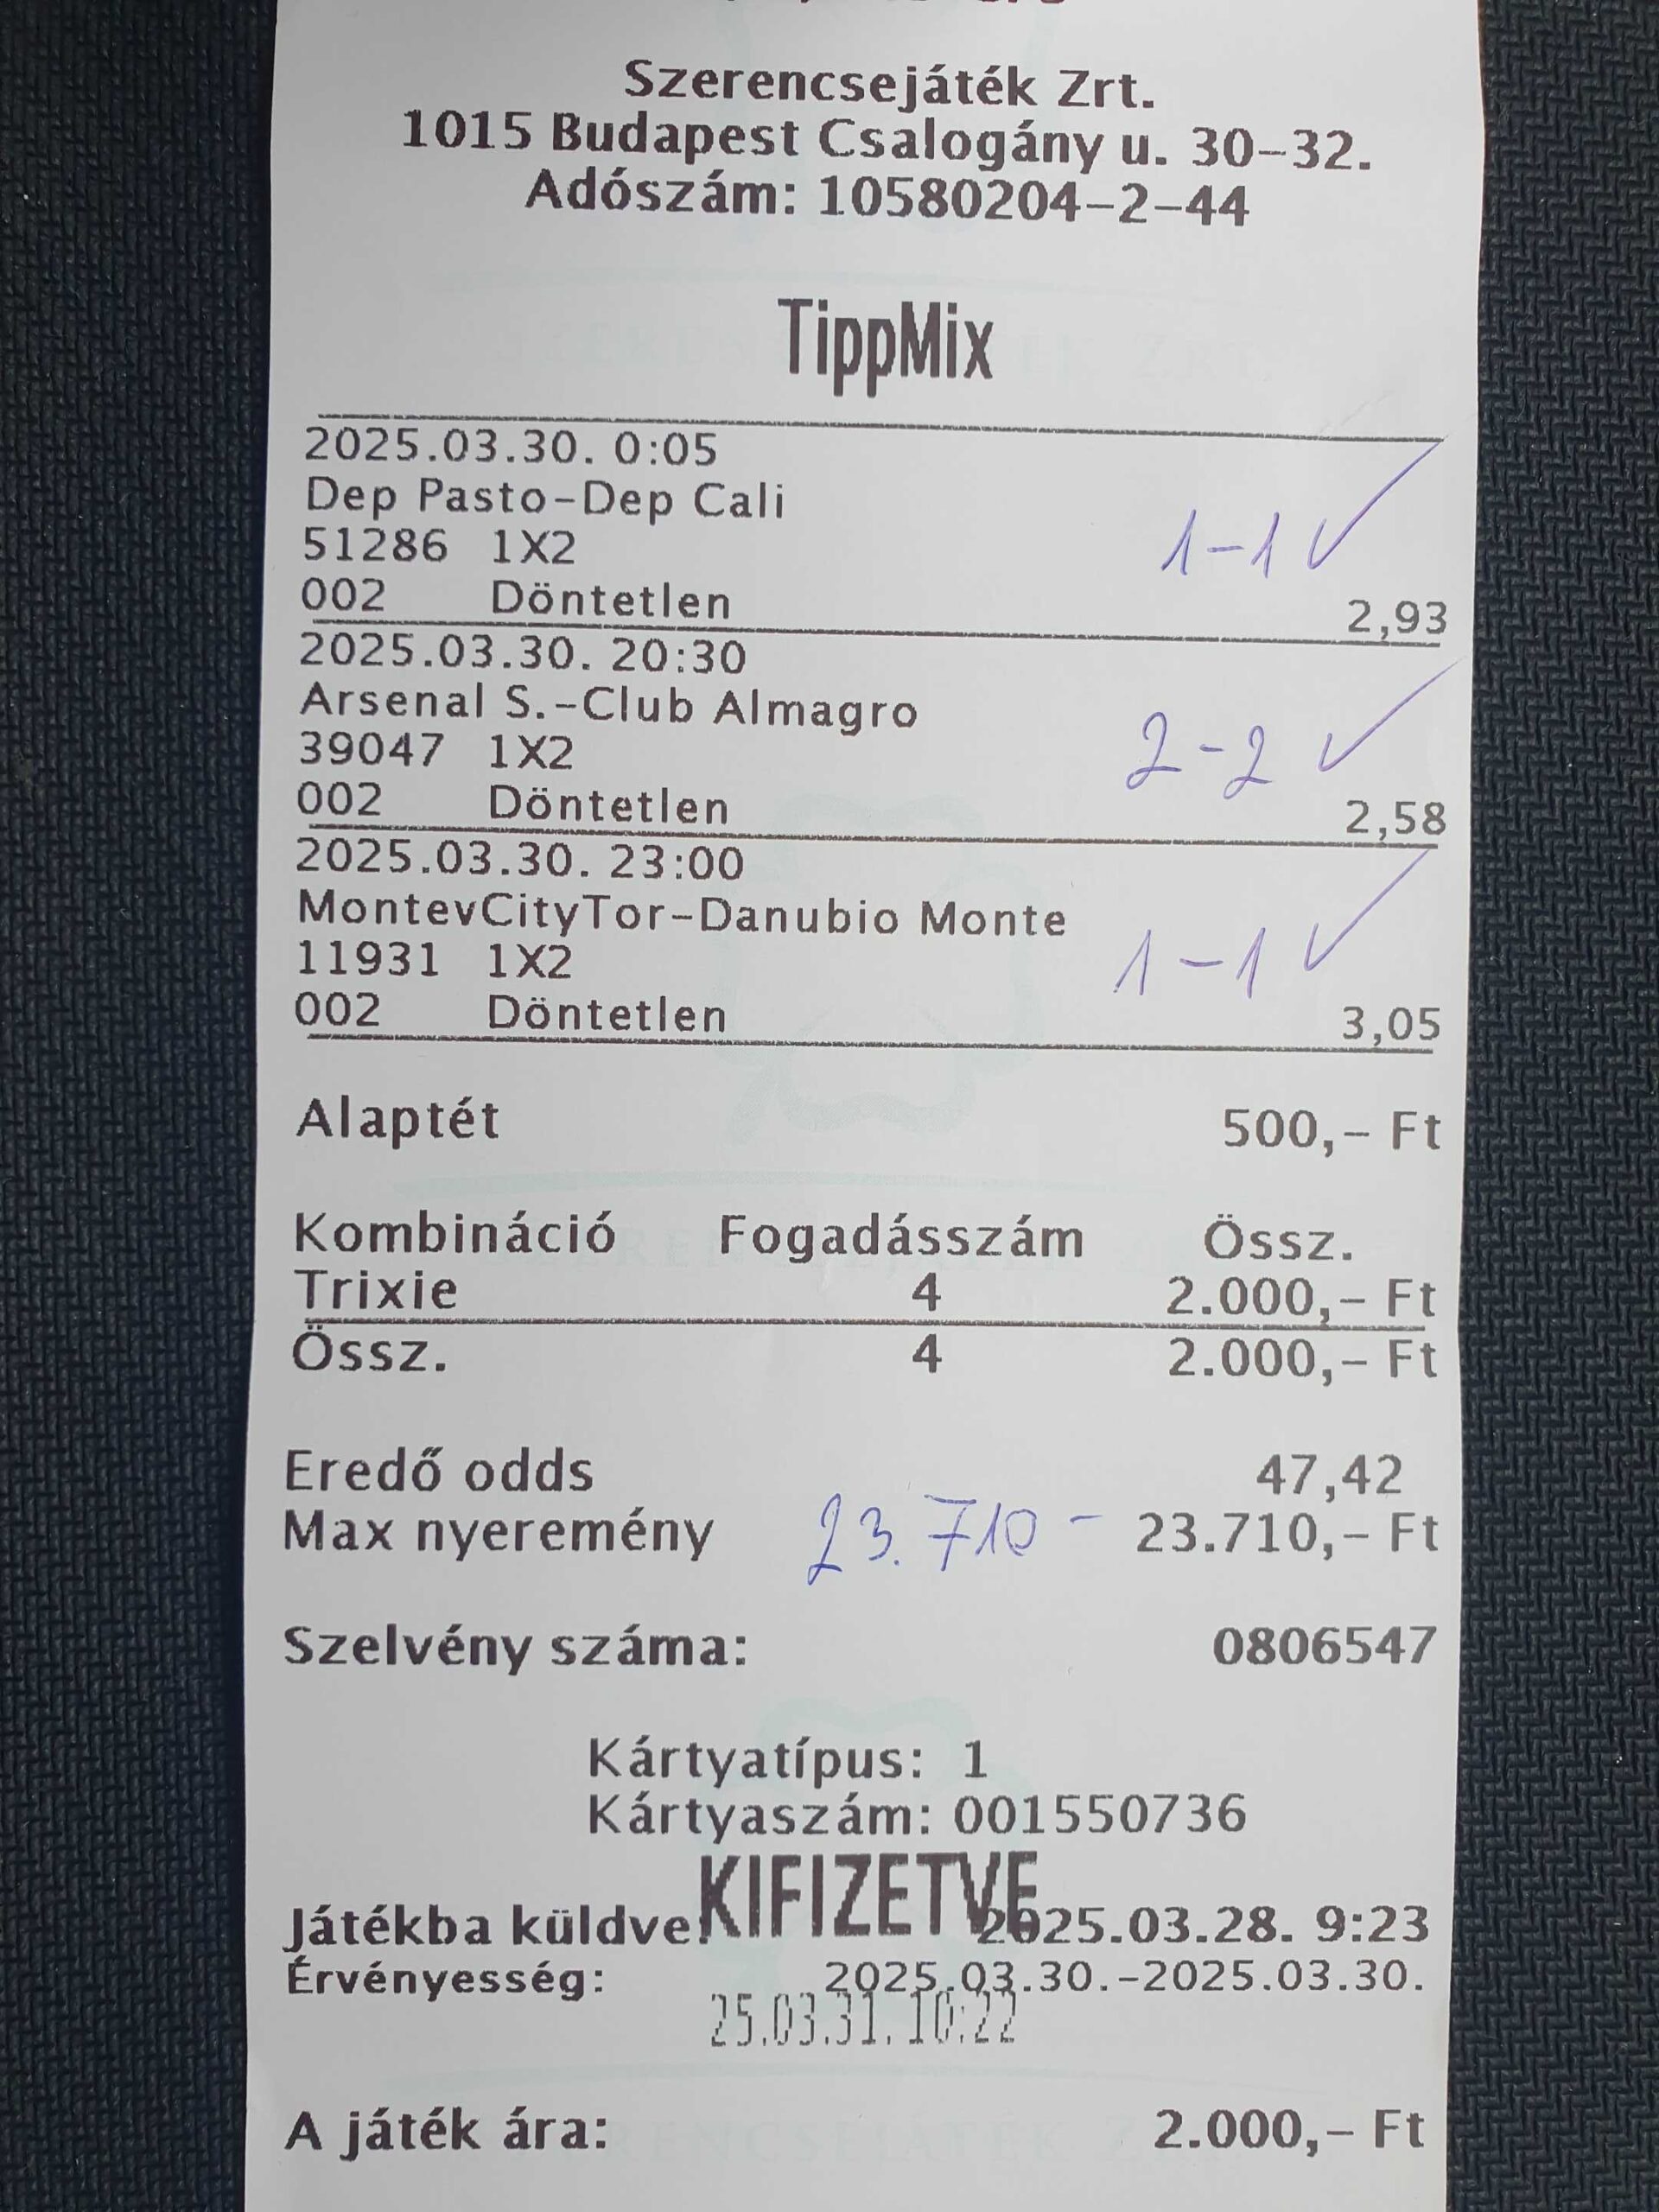 Szerencsejáték Zrt.
1015 Budapest Csalogány u. 30-32.
Adószám: 10580204-2-44
TippMix
2025.03.30. 0:05
Dep Pasto-Dep Cali
51286 1X2 1-1 ✓
002 Döntetlen 2,93
2025.03.30. 20:30
Arsenal S.-Club Almagro
39047 1X2 2-2 ✓
002 Döntetlen 2,58
2025.03.30. 23:00
MontevCityTor-Danubio Monte
11931 1X2 1-1 ✓
002 Döntetlen 3,05
Alaptét 500,- Ft
Kombináció Fogadásszám Össz.
Trixie 4 2.000,- Ft
Össz. 4 2.000,- Ft
Eredő odds 47,42
Max nyeremény 23.710- 23.710,- Ft
Szelvény száma: 0806547
Kártyatípus: 1
Kártyaszám: 001550736
KIFIZETVE
Játékba küldve: 2025.03.28. 9:23
Érvényesség: 2025.03.30.-2025.03.30.
25.03.31. 10:22
A játék ára: 2.000,- Ft